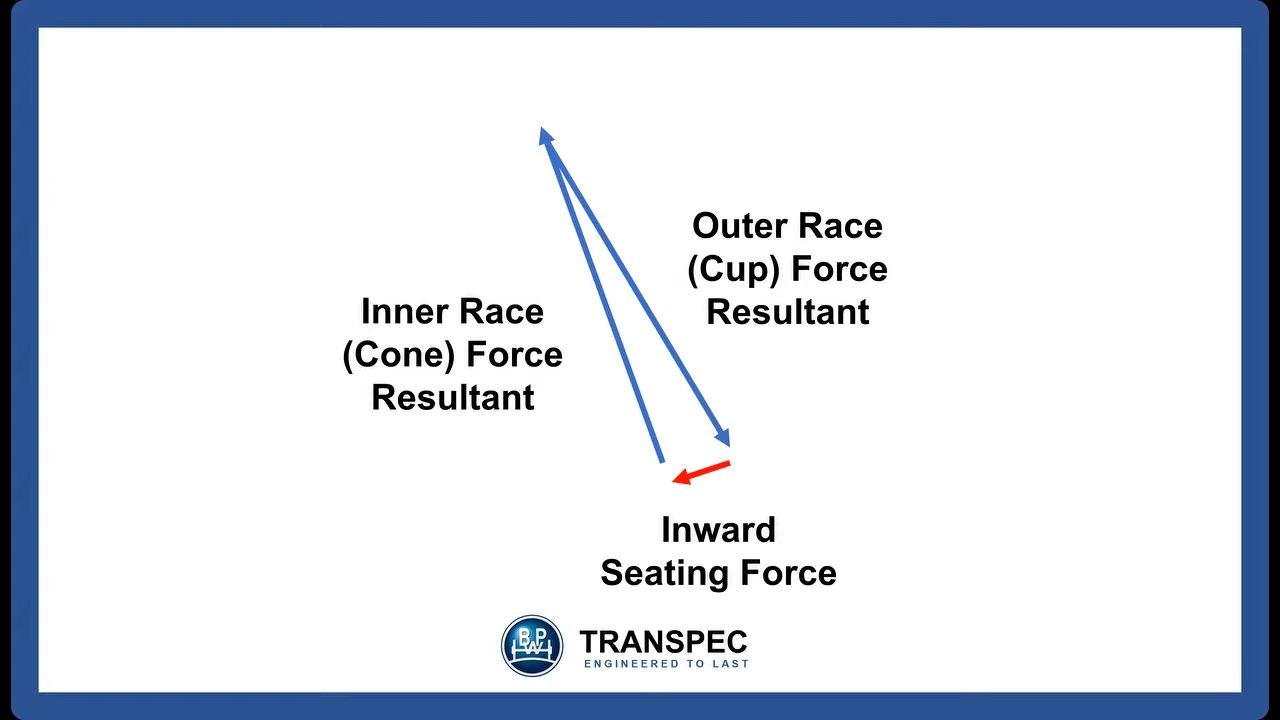 Outer Race
(Cup) Force
Resultant
Inner Race
(Cone) Force
Resultant
Inward
Seating Force
BPW
TRANSPEC
ENGINEERED TO LAST